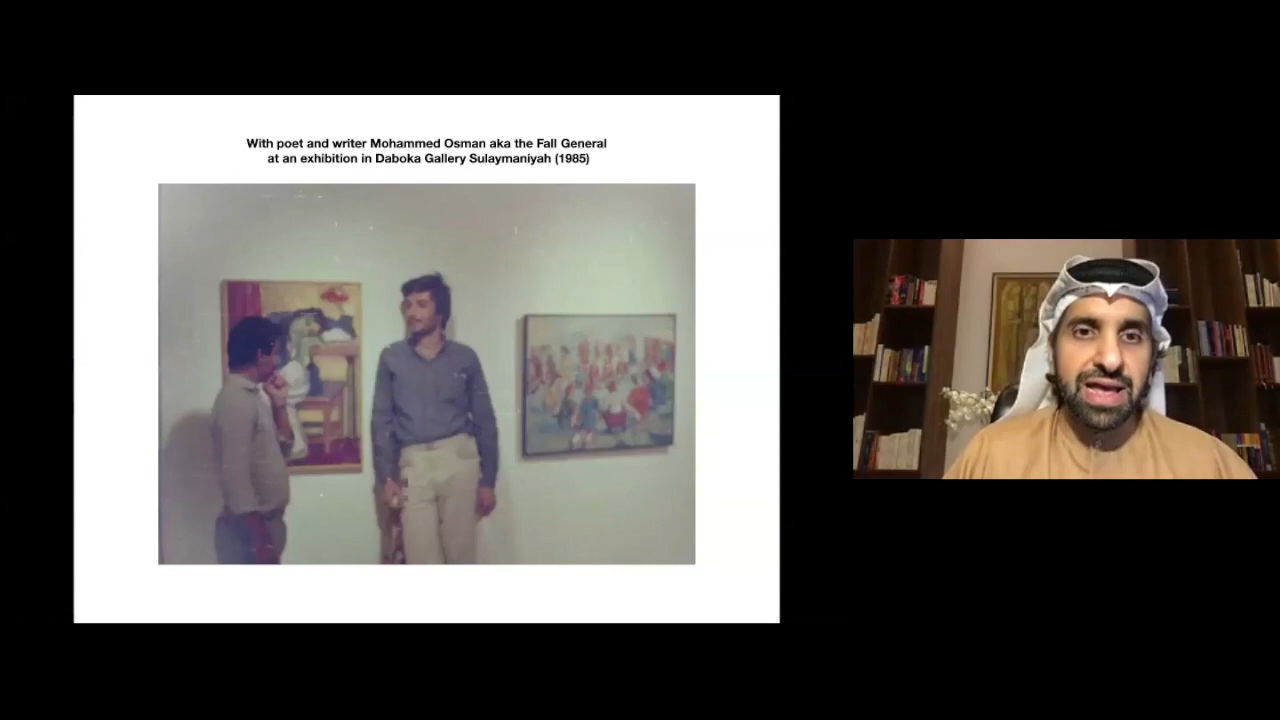 With poet and writer Mohammed Osman aka the Fall General
at an exhibition in Daboka Gallery Sulaymaniyah (1985)